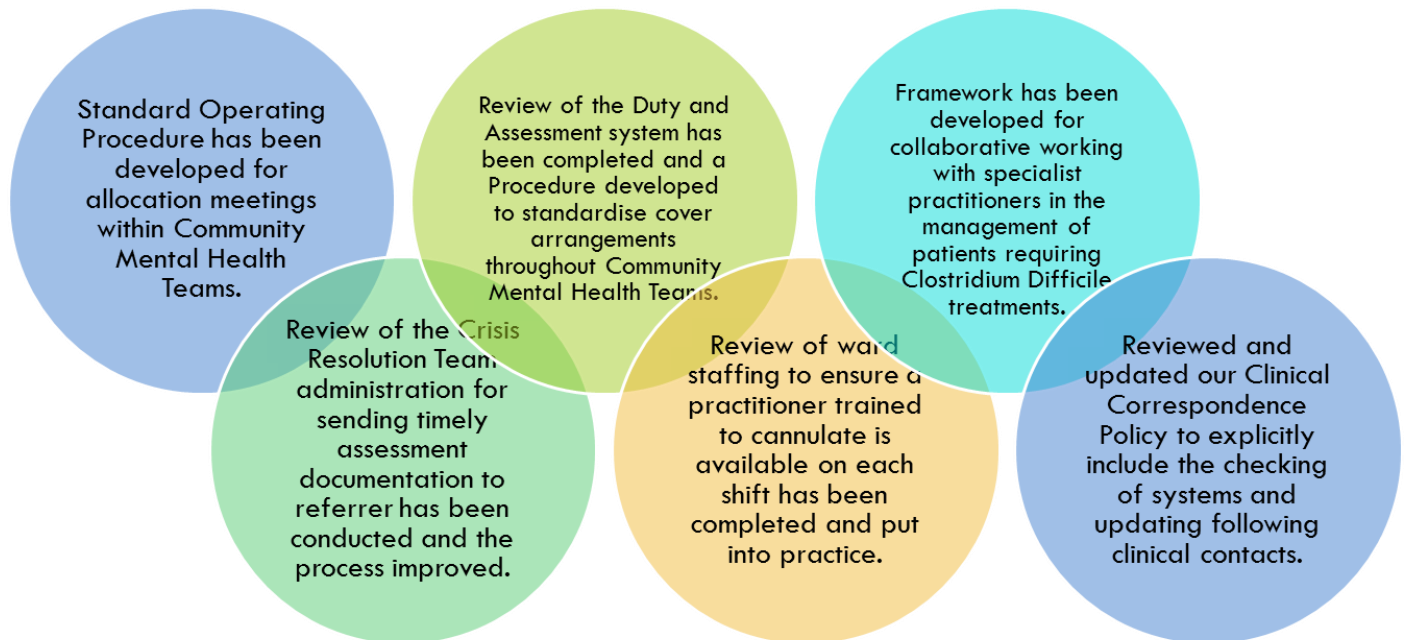 Standard Operating
Procedure has been
developed for
allocation meetings
within Community
Mental Health
Teams.
Review of the Crisis
Resolution Team
administration for
sending timely
assessment
documentation to
referrer has been
conducted and the
process improved.
Review of the Duty and
Assessment system has
been completed and a
Procedure developed
to standardise cover
arrangements
throughout Community
Mental Health Teams.
Review of ward
staffing to ensure a
practitioner trained
to cannulate is
available on each
shift has been
completed and put
into practice.
Framework has been
developed for
collaborative working
with specialist
practitioners in the
management of
patients requiring
Clostridium Difficile
treatments.
Reviewed and
updated our Clinical
Correspondence
Policy to explicitly
include the checking
of systems and
updating following
clinical contacts.